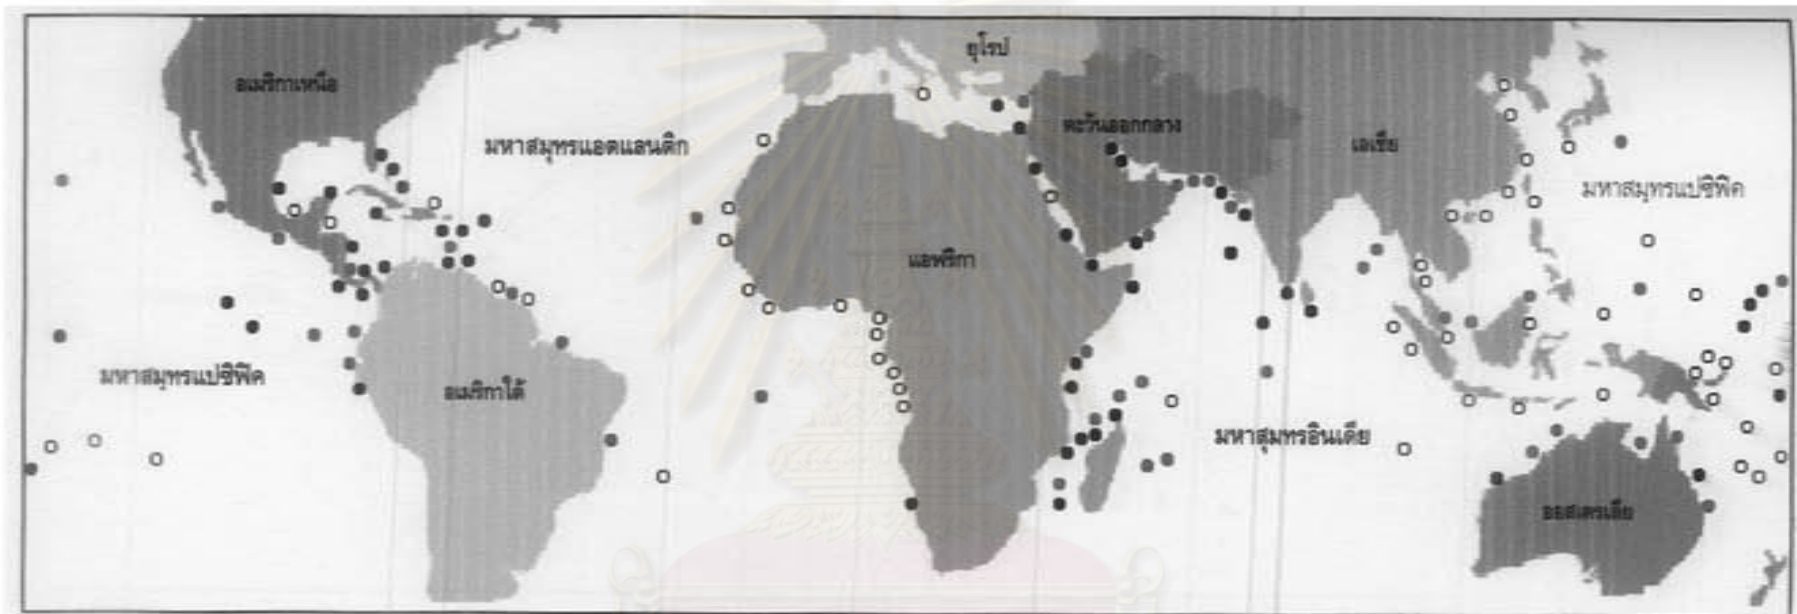 ยุโรป
อเมริกาเหนือ
มหาสมุทรแอตแลนติก
ตะวันออกกลาง
เอเชีย
มหาสมุทรแปซิฟิค
แอฟริกา
มหาสมุทรแปซิฟิค
อเมริกาใต้
มหาสุมทรอินเดีย
ออสเตรเลีย